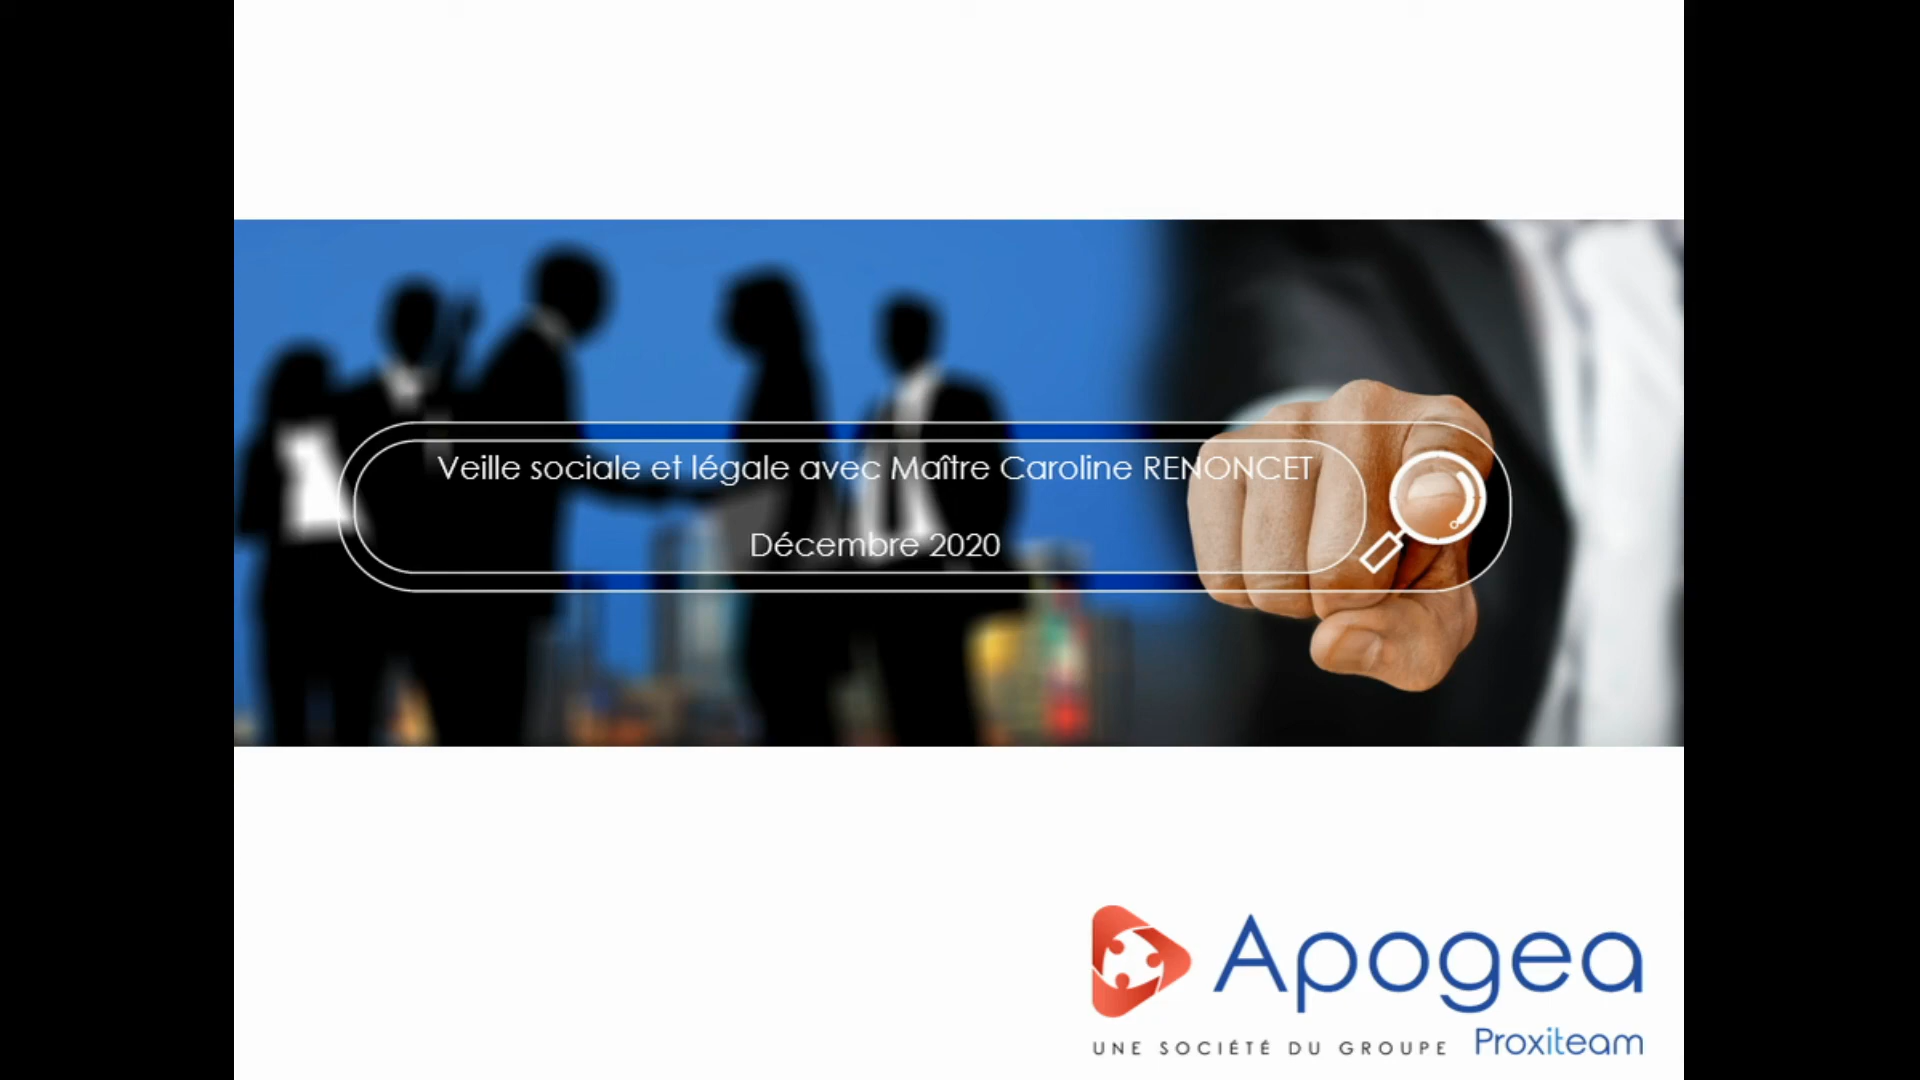 Veille sociale et légale avec Maître Caroline RENONCET
Décembre 2020
Apogea
UNE SOCIÉTÉ DU GROUPE Proxiteam